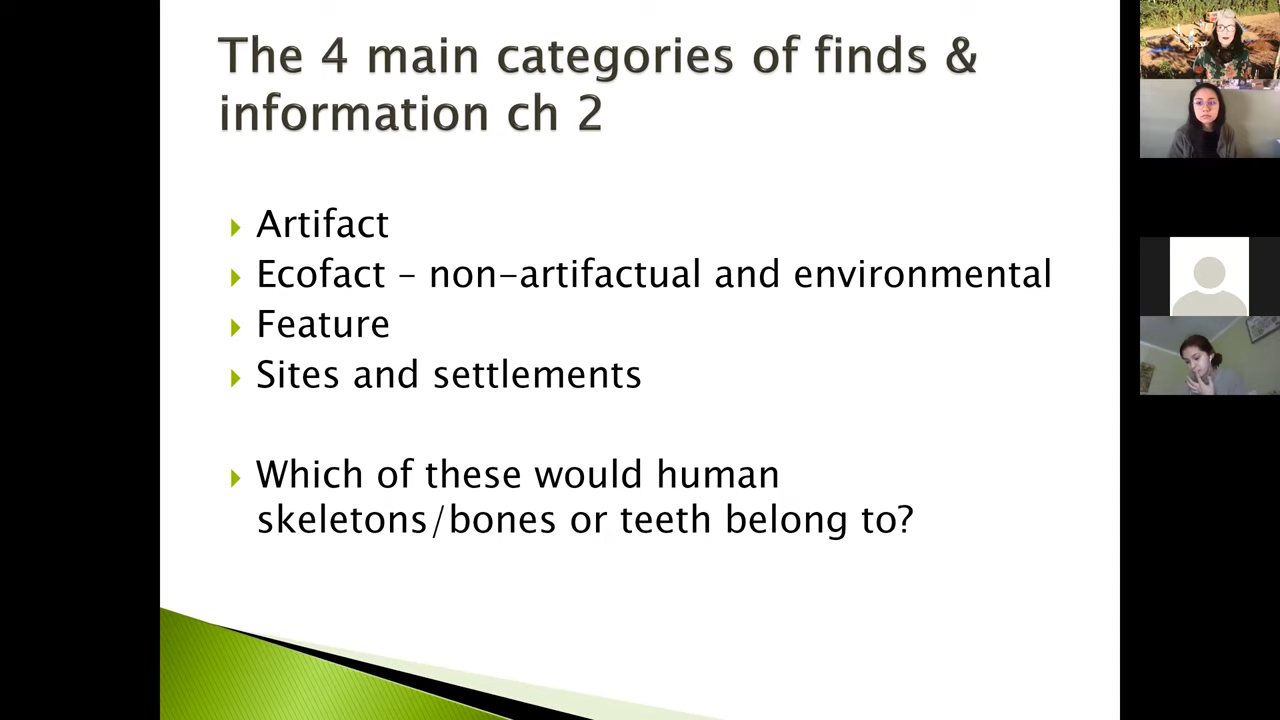 The 4 main categories of finds &
information ch 2
Artifact
Ecofact – non-artifactual and environmental
Feature
Sites and settlements
Which of these would human
skeletons/bones or teeth belong to?